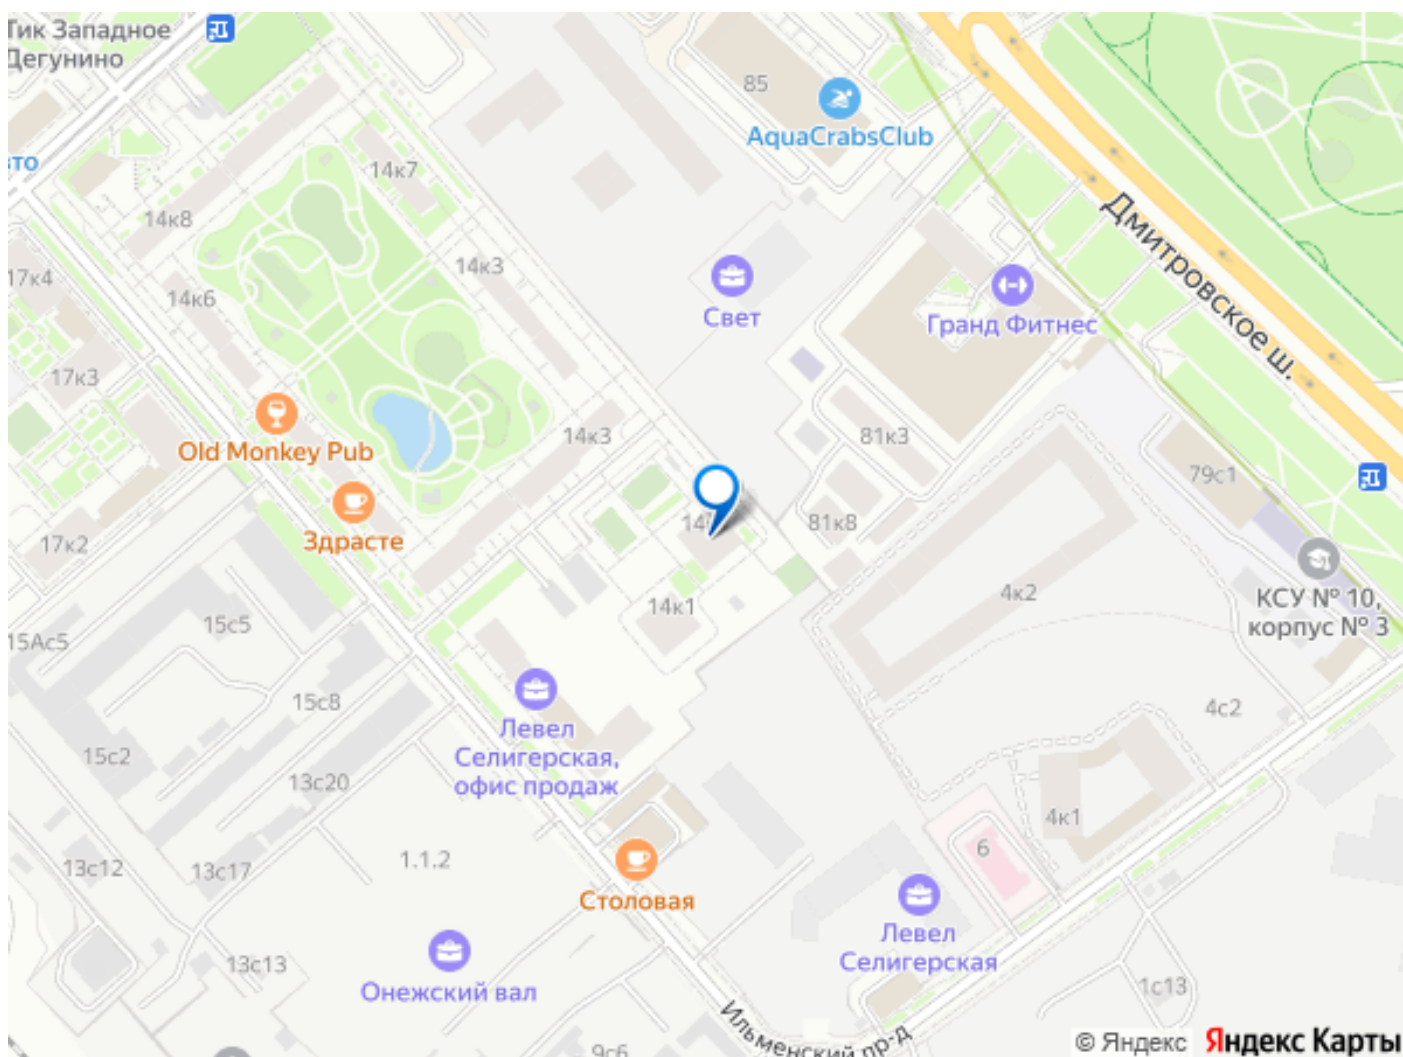 Тик Западное
Дегунино
85
AquaCrabsClub
то
14к7
14к8
Дмитровское ш.
14к3
17к4
14к6
Свет
Гранд Фитнес
17к3
Old Monkey Pub
14к3
81к3
79с1
Здрасте
81к8
17к2
КСУ № 10,
корпус № 3
4к2
14к1
15с5
15Ас5
15с8
Левел
Селигерская,
офис продаж
4с2
15с2
13с20
4к1
6
1.1.2
13с12
13с17
Столовая
Левел
Селигерская
13с13
Онежский вал
1с13
Ильменский пр-д
9с6
© Яндекс Яндекс Карты